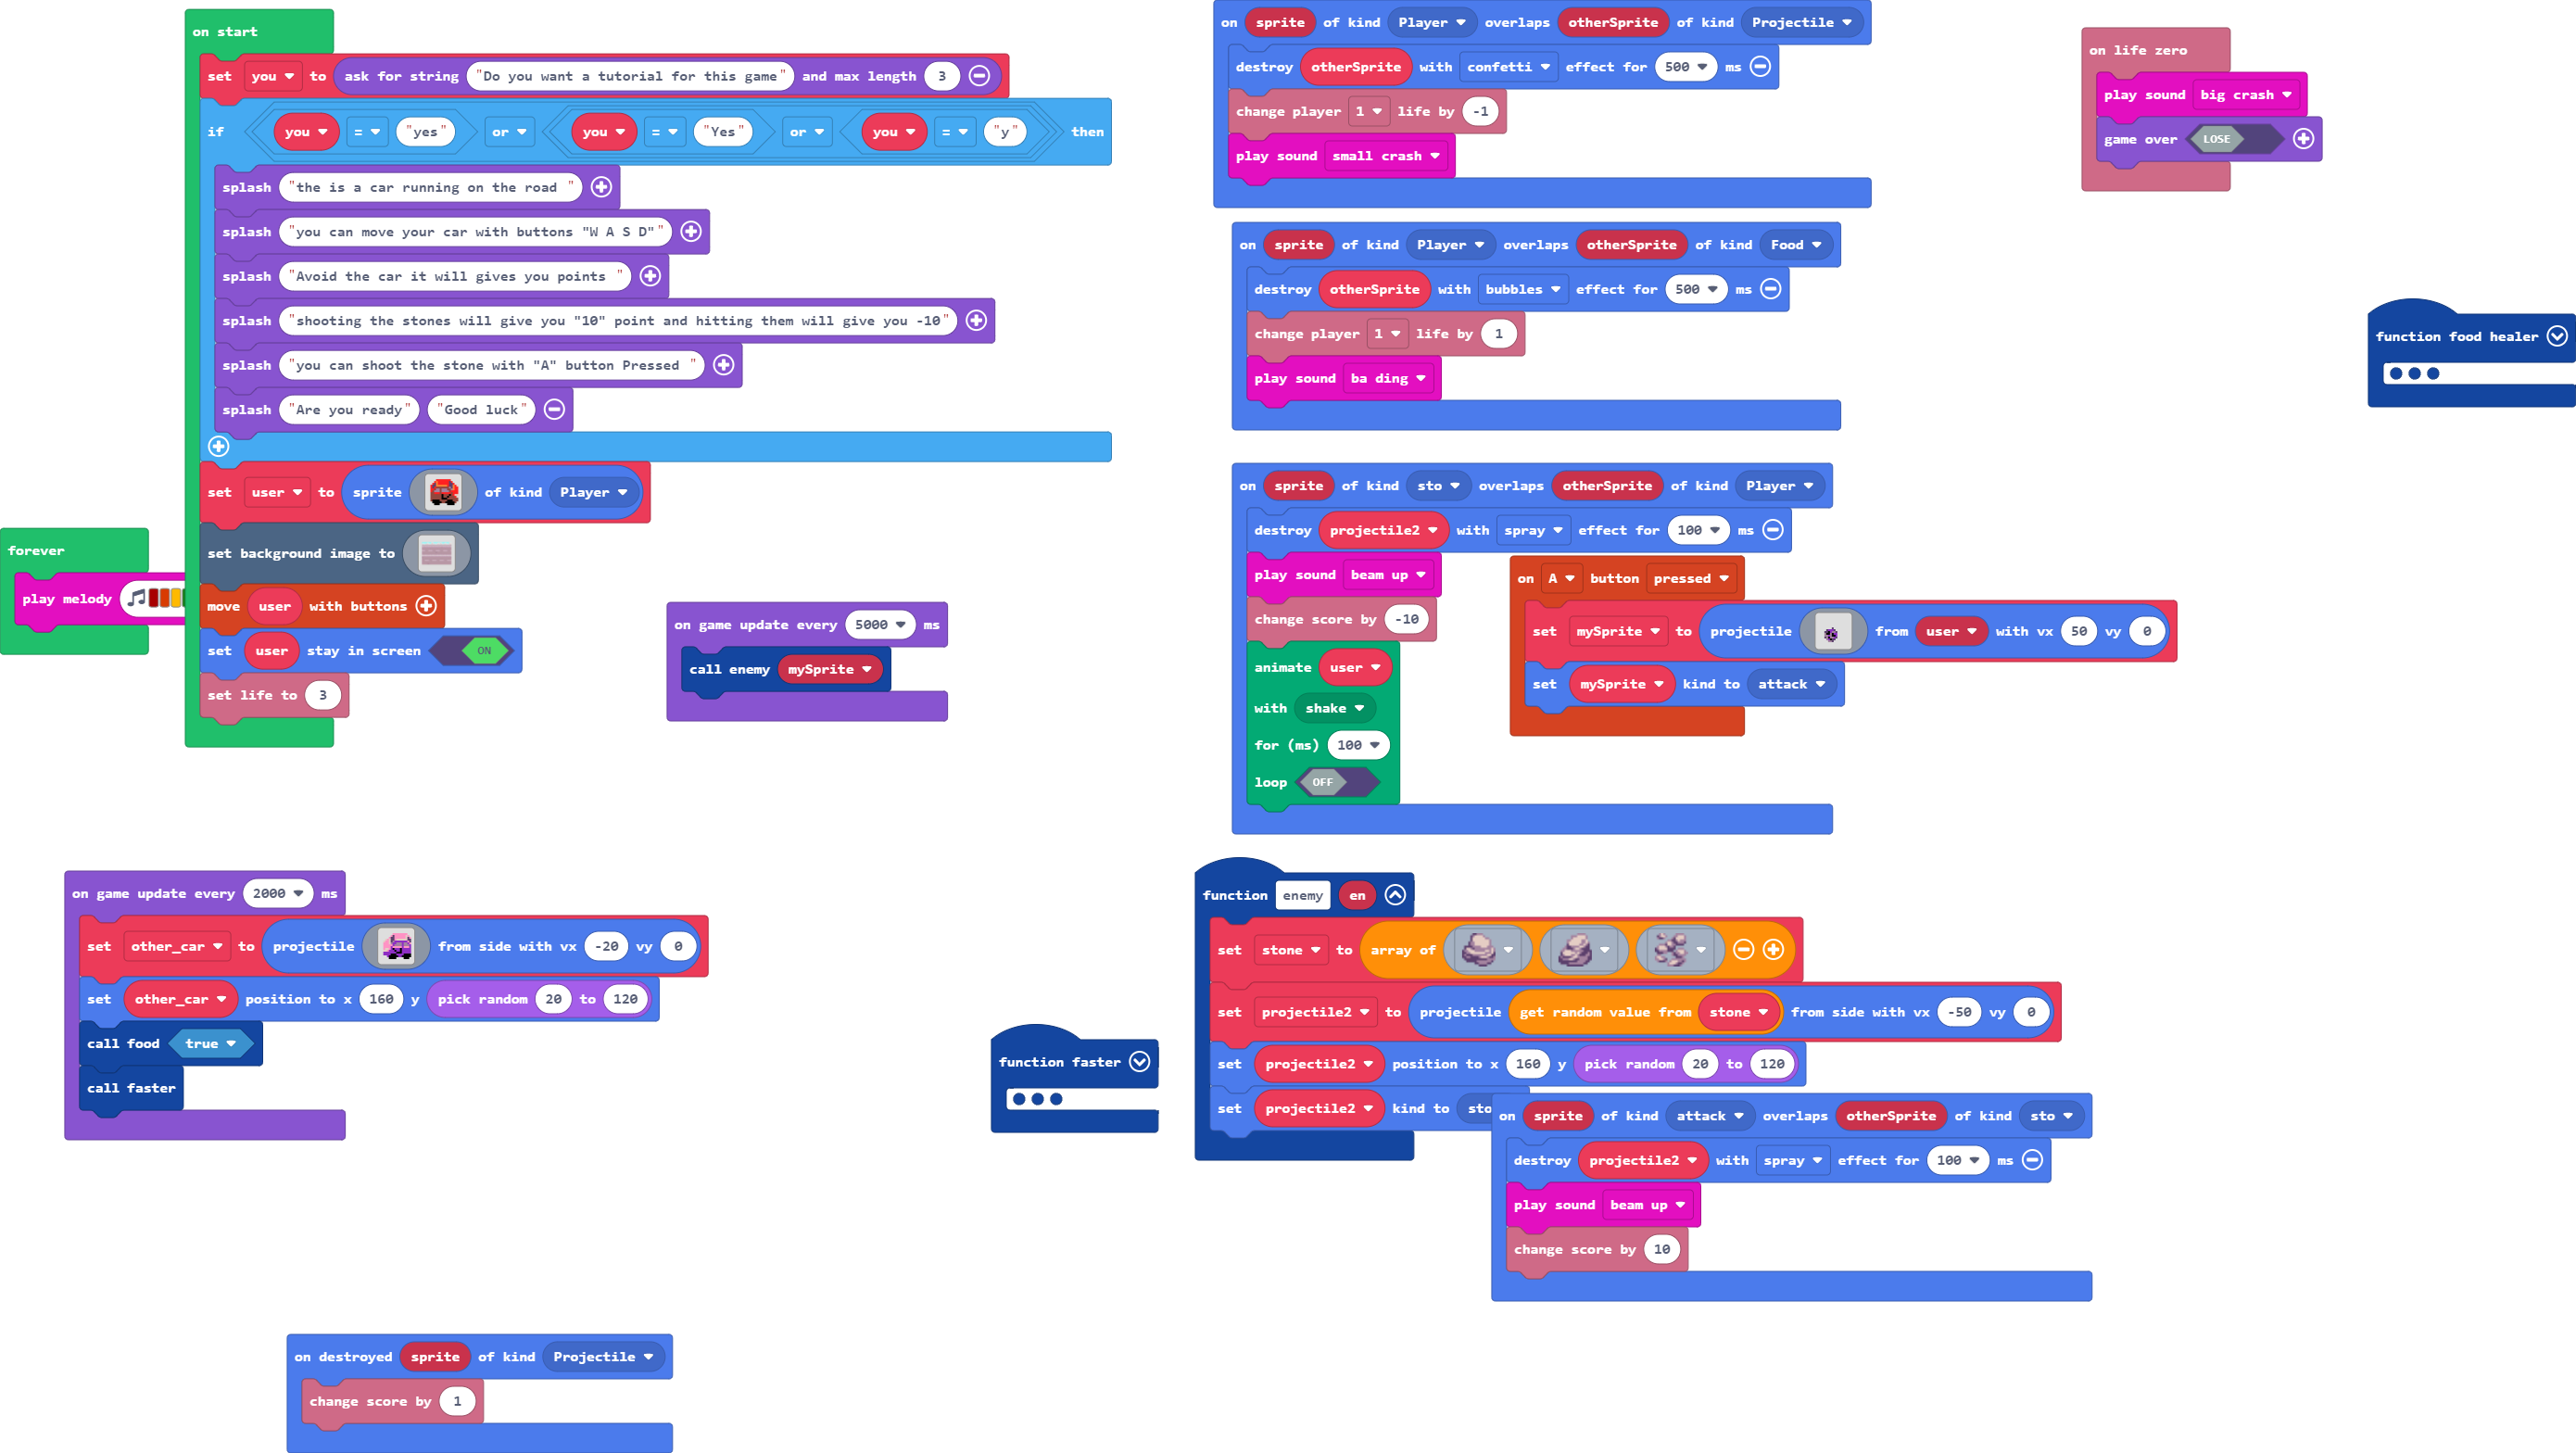 on start
set you to ask for string "Do you want a tutorial for this game" and max length 3
if you = "yes" or you = "Yes" or you = "y" then
splash "the is a car running on the road "
splash "you can move your car with buttons "W A S D""
splash "Avoid the car it will gives you points "
splash "shooting the stones will give you "10" point and hitting them will give you -10"
splash "you can shoot the stone with "A" button Pressed "
splash "Are you ready" "Good luck"
set user to sprite of kind Player
set background image to
move user with buttons
set user stay in screen ON
set life to 3
forever
play melody
on game update every 5000 ms
call enemy mySprite
on game update every 2000 ms
set other_car to projectile from side with vx -20 vy 0
set other_car position to x 160 y pick random 20 to 120
call food true
call faster
on destroyed sprite of kind Projectile
change score by 1
function faster
on sprite of kind Player overlaps otherSprite of kind Projectile
destroy otherSprite with confetti effect for 500 ms
change player 1 life by -1
play sound small crash
on sprite of kind Player overlaps otherSprite of kind Food
destroy otherSprite with bubbles effect for 500 ms
change player 1 life by 1
play sound ba ding
on sprite of kind sto overlaps otherSprite of kind Player
destroy projectile2 with spray effect for 100 ms
play sound beam up
change score by -10
animate user
with shake
for (ms) 100
loop OFF
on A button pressed
set mySprite to projectile from user with vx 50 vy 0
set mySprite kind to attack
function enemy en
set stone to array of
set projectile2 to projectile get random value from stone from side with vx -50 vy 0
set projectile2 position to x 160 y pick random 20 to 120
set projectile2 kind to sto
on sprite of kind attack overlaps otherSprite of kind sto
destroy projectile2 with spray effect for 100 ms
play sound beam up
change score by 10
on life zero
play sound big crash
game over LOSE
function food healer